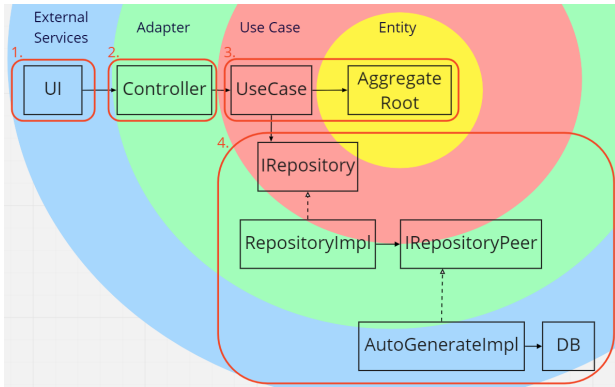 External
Services
Adapter
Use Case
Entity
1.
2.
3.
UI
Controller
UseCase
Aggregate
Root
4.
IRepository
RepositoryImpl
IRepositoryPeer
AutoGenerateImpl
DB